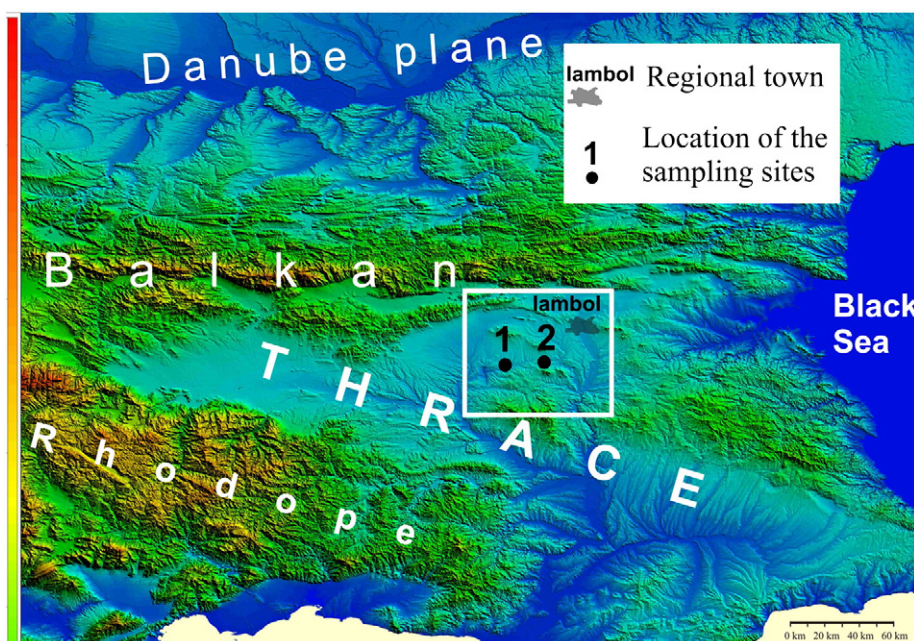 Danube plane
Iambol Regional town
1 Location of the
sampling sites
Balkan
Iambol
1 2
Black
Sea
THRACE
Rhodope
0 km 20 km 40 km 60 km